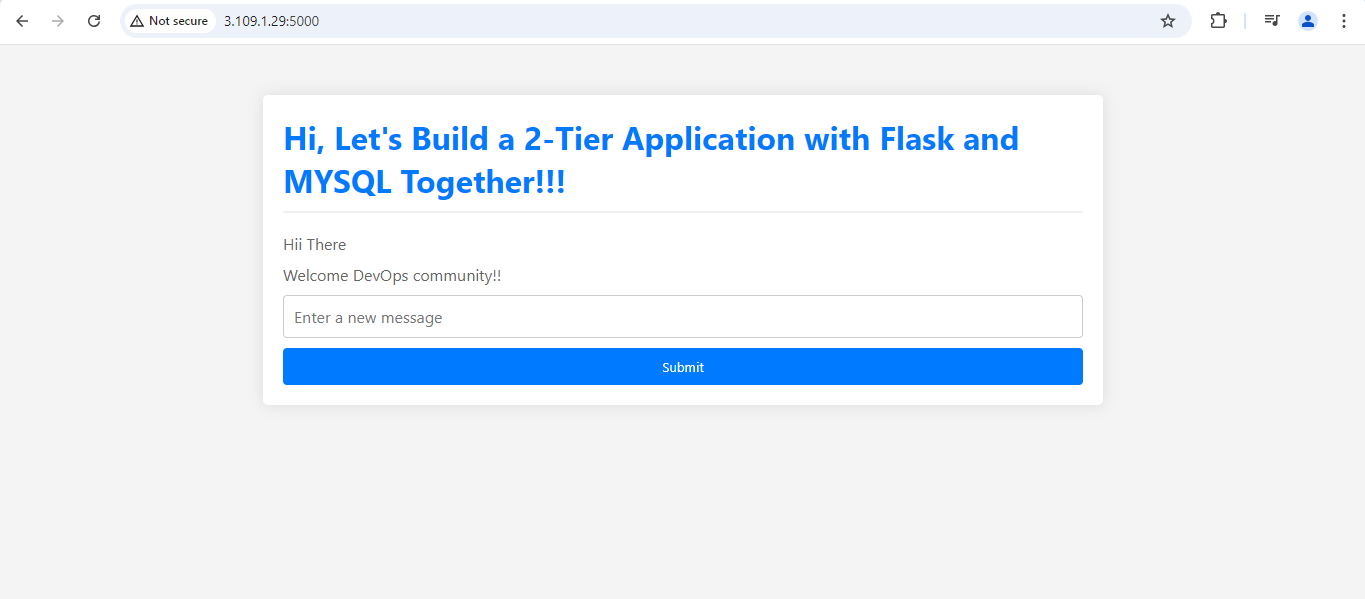 Not secure 3.109.1.29:5000
Hi, Let's Build a 2-Tier Application with Flask and
MYSQL Together!!!
Hii There
Welcome DevOps community!!
Enter a new message
Submit